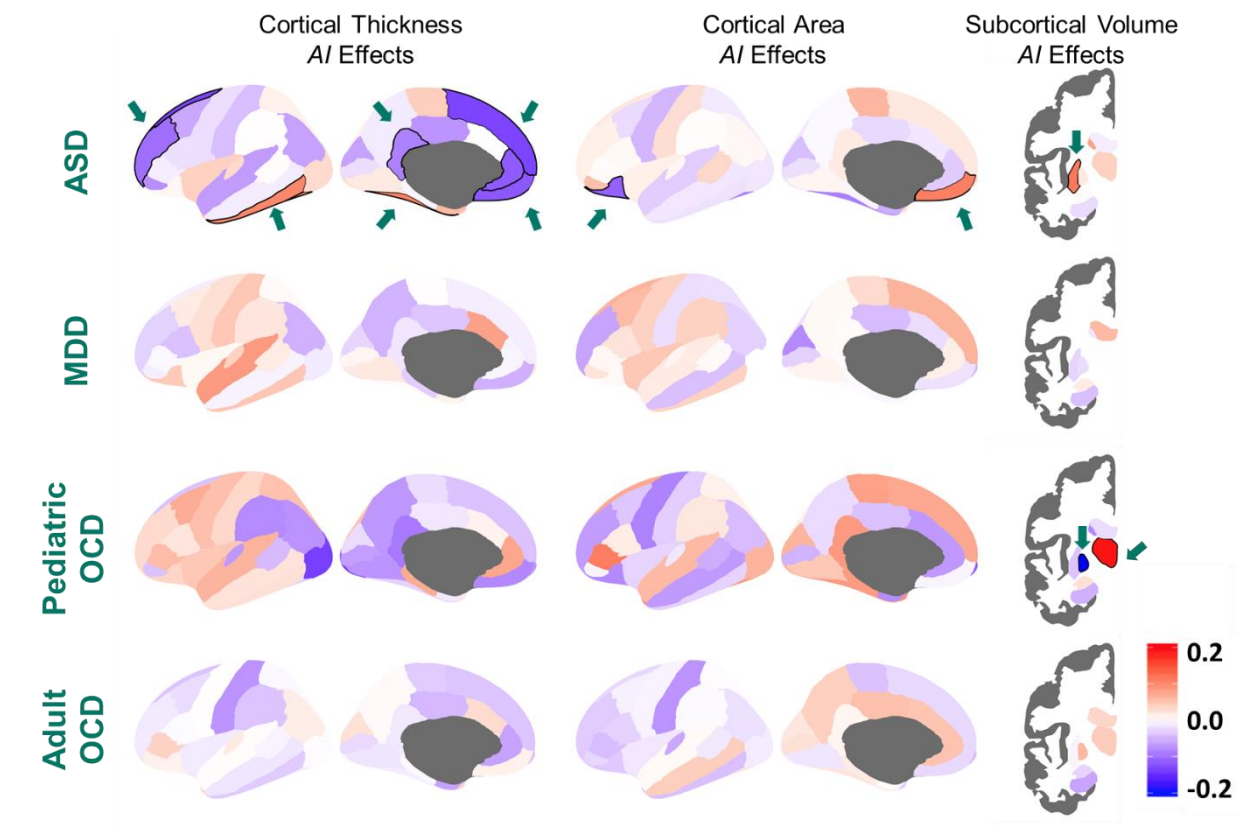 Cortical Thickness
AI Effects
Cortical Area
AI Effects
Subcortical Volume
AI Effects
ASD
MDD
Pediatric
OCD
Adult
OCD
0.2
0.0
-0.2